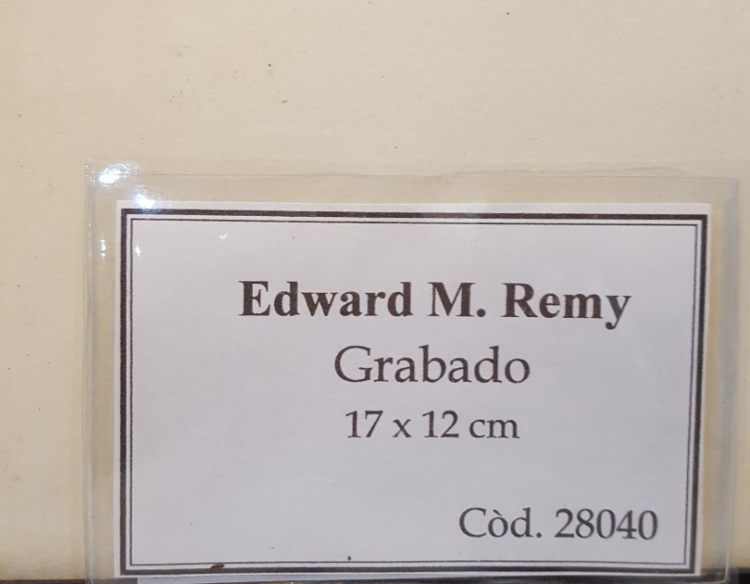 Edward M. Remy
Grabado
17 x 12 cm
Còd. 28040